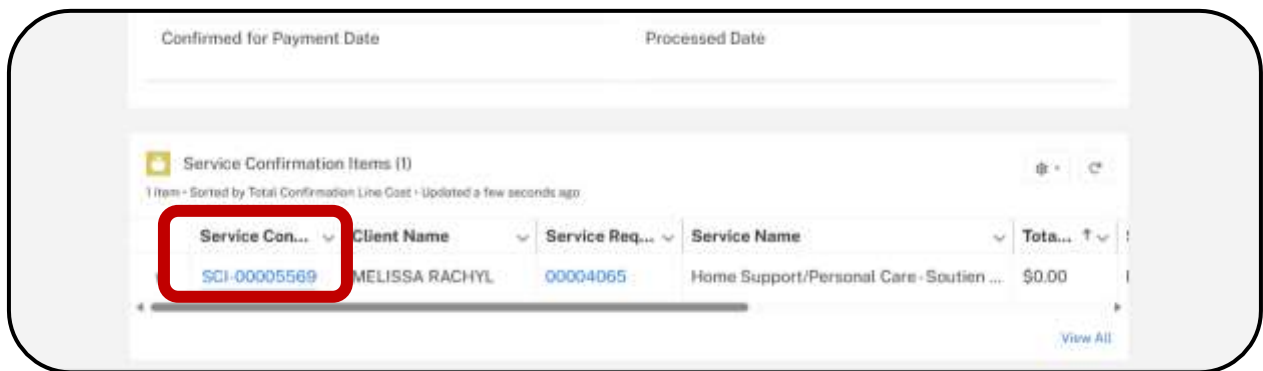 Confirmed for Payment Date Processed Date
Service Confirmation Items (1)
1 item • Sorted by Total Confirmation Line Cost • Updated a few seconds ago
Service Con... Client Name Service Req... Service Name Tota... ↑
SCI-00005569 MELISSA RACHYL 00004065 Home Support/Personal Care - Soutien ... $0.00
View All